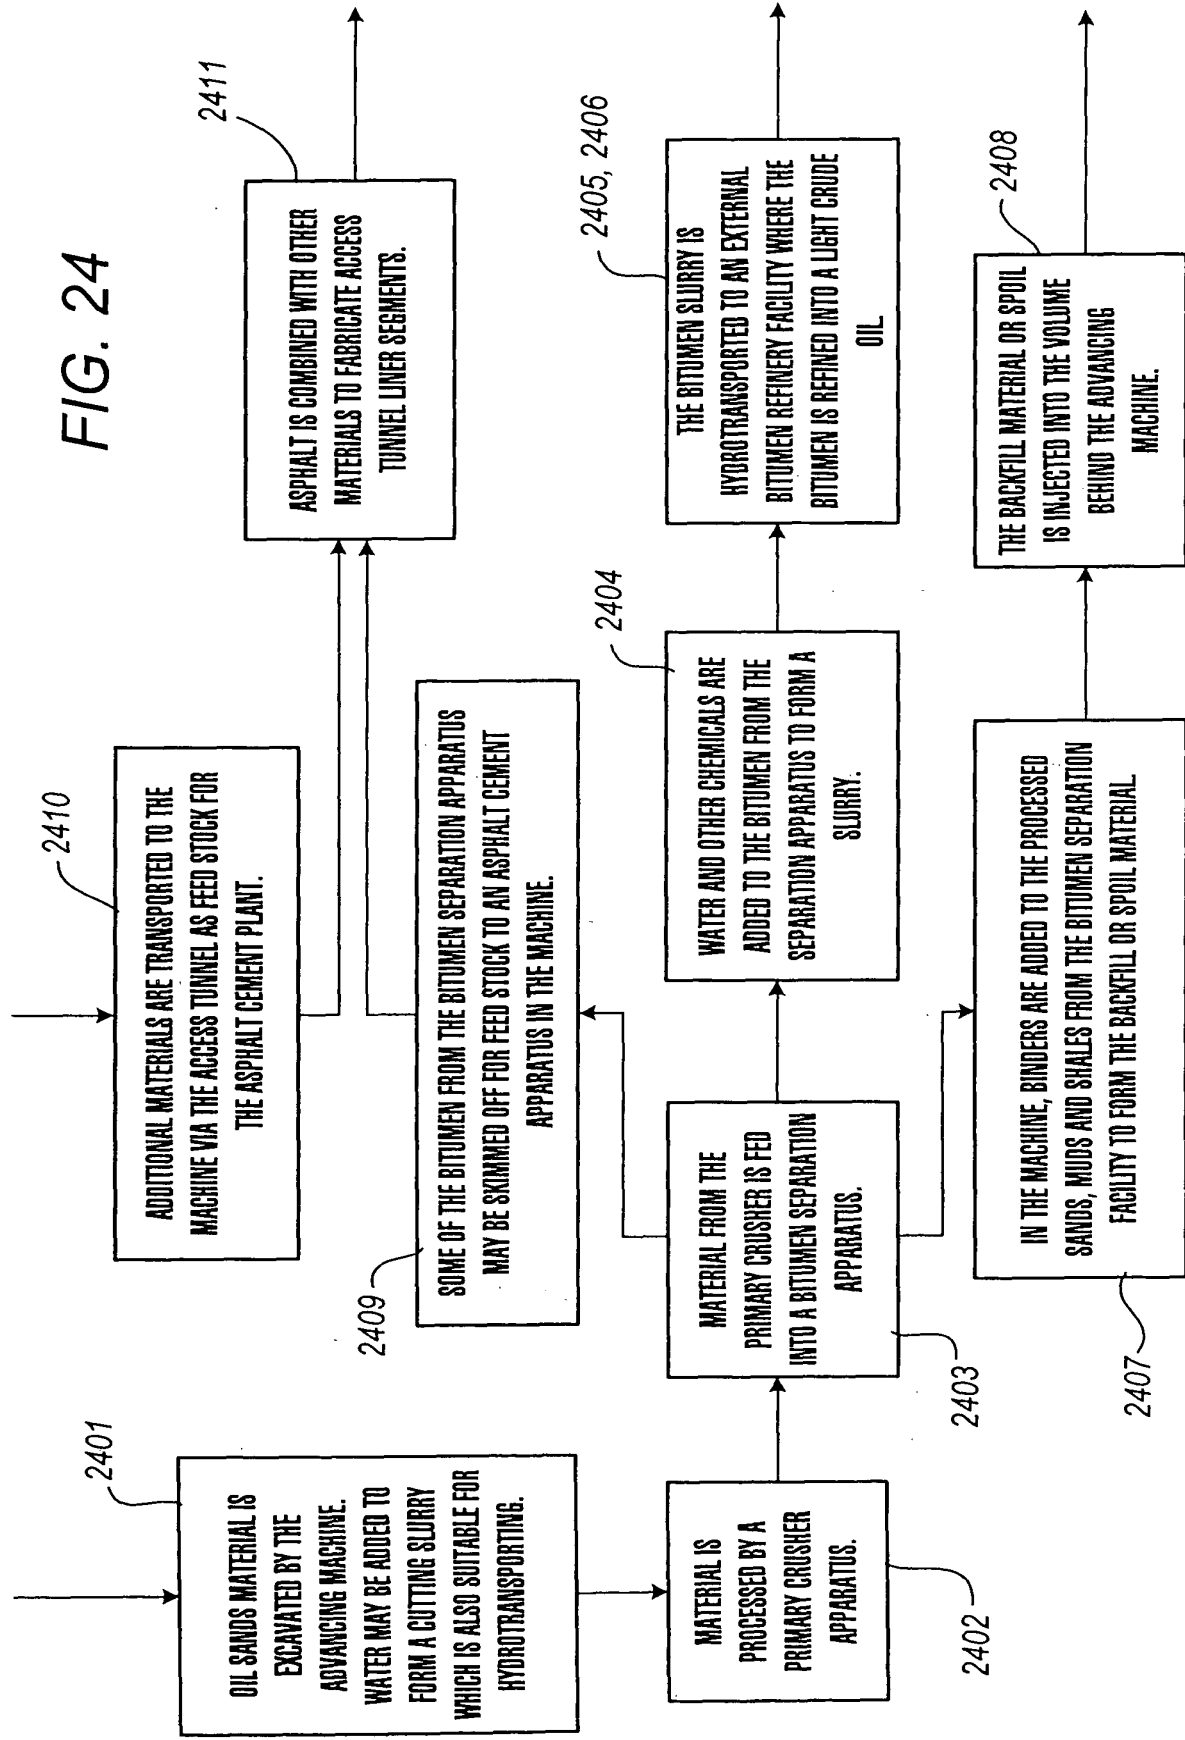 FIG. 24
2401
OIL SANDS MATERIAL IS
EXCAVATED BY THE
ADVANCING MACHINE.
WATER MAY BE ADDED TO
FORM A CUTTING SLURRY
WHICH IS ALSO SUITABLE FOR
HYDROTRANSPORTING.
2402
MATERIAL IS
PROCESSED BY A
PRIMARY CRUSHER
APPARATUS.
2403
MATERIAL FROM THE
PRIMARY CRUSHER IS FED
INTO A BITUMEN SEPARATION
APPARATUS.
2410
ADDITIONAL MATERIALS ARE TRANSPORTED TO THE
MACHINE VIA THE ACCESS TUNNEL AS FEED STOCK FOR
THE ASPHALT CEMENT PLANT.
2409
SOME OF THE BITUMEN FROM THE BITUMEN SEPARATION APPARATUS
MAY BE SKIMMED OFF FOR FEED STOCK TO AN ASPHALT CEMENT
APPARATUS IN THE MACHINE.
2404
WATER AND OTHER CHEMICALS ARE
ADDED TO THE BITUMEN FROM THE
SEPARATION APPARATUS TO FORM A
SLURRY.
2407
IN THE MACHINE, BINDERS ARE ADDED TO THE PROCESSED
SANDS, MUDS AND SHALES FROM THE BITUMEN SEPARATION
FACILITY TO FORM THE BACKFILL OR SPOIL MATERIAL.
2411
ASPHALT IS COMBINED WITH OTHER
MATERIALS TO FABRICATE ACCESS
TUNNEL LINER SEGMENTS.
2405, 2406
THE BITUMEN SLURRY IS
HYDROTRANSPORTED TO AN EXTERNAL
BITUMEN REFINERY FACILITY WHERE THE
BITUMEN IS REFINED INTO A LIGHT CRUDE
OIL.
2408
THE BACKFILL MATERIAL OR SPOIL
IS INJECTED INTO THE VOLUME
BEHIND THE ADVANCING
MACHINE.